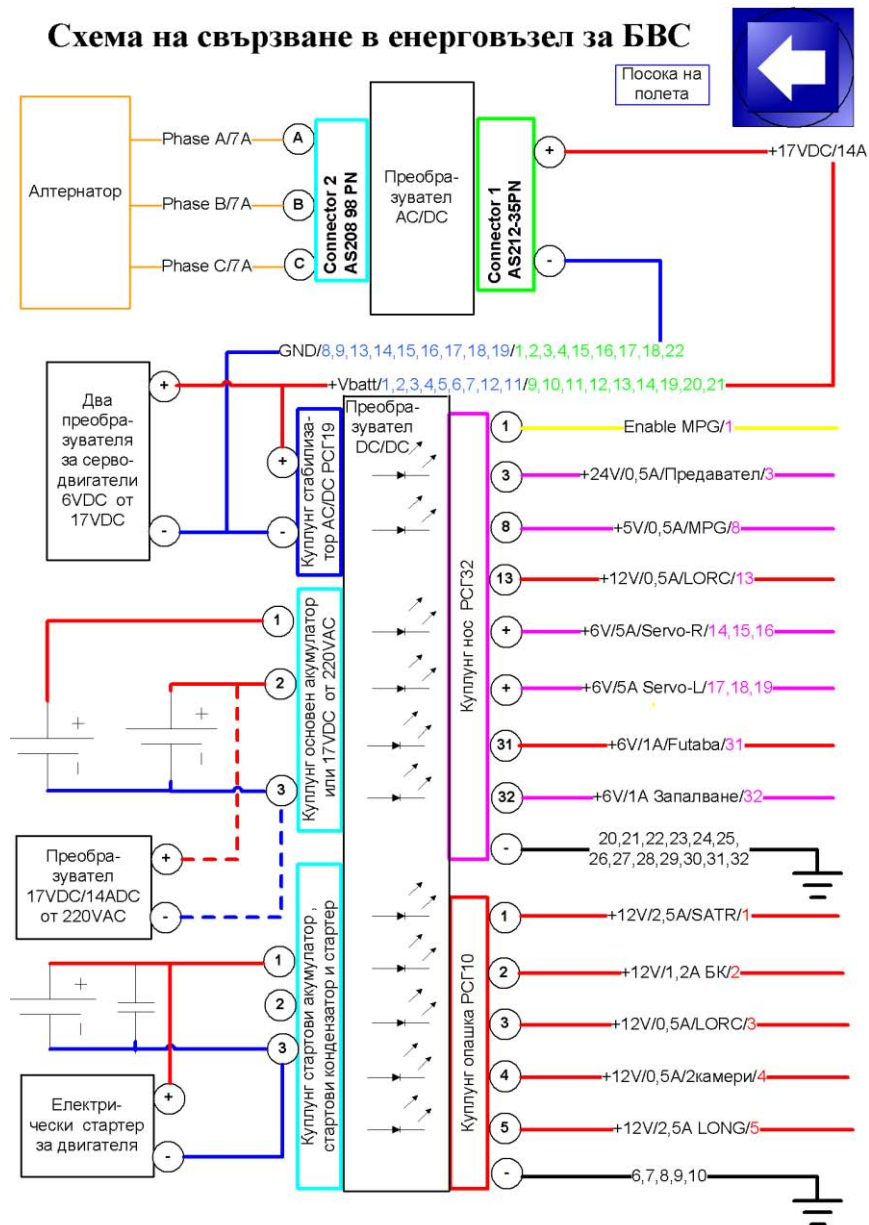 Схема на свързване в енерговъзел за БВС
Посока на
полета
Алтернатор
Phase A/7A
A
Phase B/7A
B
Phase C/7A
C
Connector 2
AS208 98 PN
Преобра-
зувател
AC/DC
Connector 1
AS212-35PN
+
-
+17VDC/14A
GND/8,9,13,14,15,16,17,18,19/1,2,3,4,15,16,17,18,22
+Vbatt/1,2,3,4,5,6,7,12,11/9,10,11,12,13,14,19,20,21
Два
преобра-
зувателя
за серво-
двигатели
6VDC от
17VDC
+
-
+
-
Куплунг стабилиза-
тор AC/DC РСГ19
Преобра-
зувател
DC/DC
1
2
3
Куплунг основен акумулатор
или 17VDC от 220VAC
+
+
Преобра-
зувател
17VDC/14ADC
от 220VAC
+
-
1
2
3
Куплунг стартови акумулатор ,
стартови кондензатор и стартер
+
Електри-
чески стартер
за двигателя
+
-
Куплунг нос РСГ32
1
Enable MPG/1
3
+24V/0,5A/Предавател/3
8
+5V/0,5A/MPG/8
13
+12V/0,5A/LORC/13
+
+6V/5A/Servo-R/14,15,16
+
+6V/5A Servo-L/17,18,19
31
+6V/1A/Futaba/31
32
+6V/1A Запалване/32
-
20,21,22,23,24,25,
26,27,28,29,30,31,32
Куплунг опашка РСГ10
1
+12V/2,5A/SATR/1
2
+12V/1,2A БК/2
3
+12V/0,5A/LORC/3
4
+12V/0,5A/2камери/4
5
+12V/2,5A LONG/5
-
6,7,8,9,10